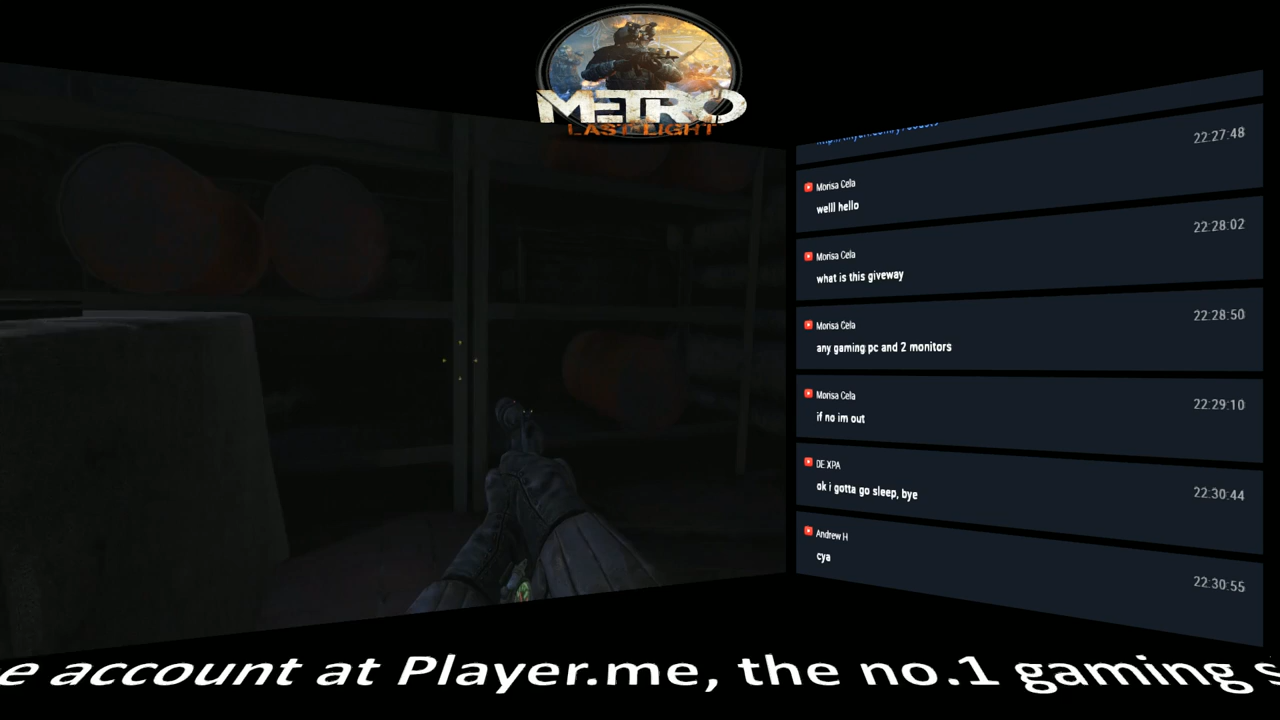 METRO
LAST LIGHT
22:27:48
Morisa Cela
welll hello
22:28:02
Morisa Cela
what is this giveway
22:28:50
Morisa Cela
any gaming pc and 2 monitors
22:29:10
Morisa Cela
if no im out
22:30:44
DE XPA
ok i gotta go sleep, bye
22:30:55
Andrew H
cya
e account at Player.me, the no.1 gaming s